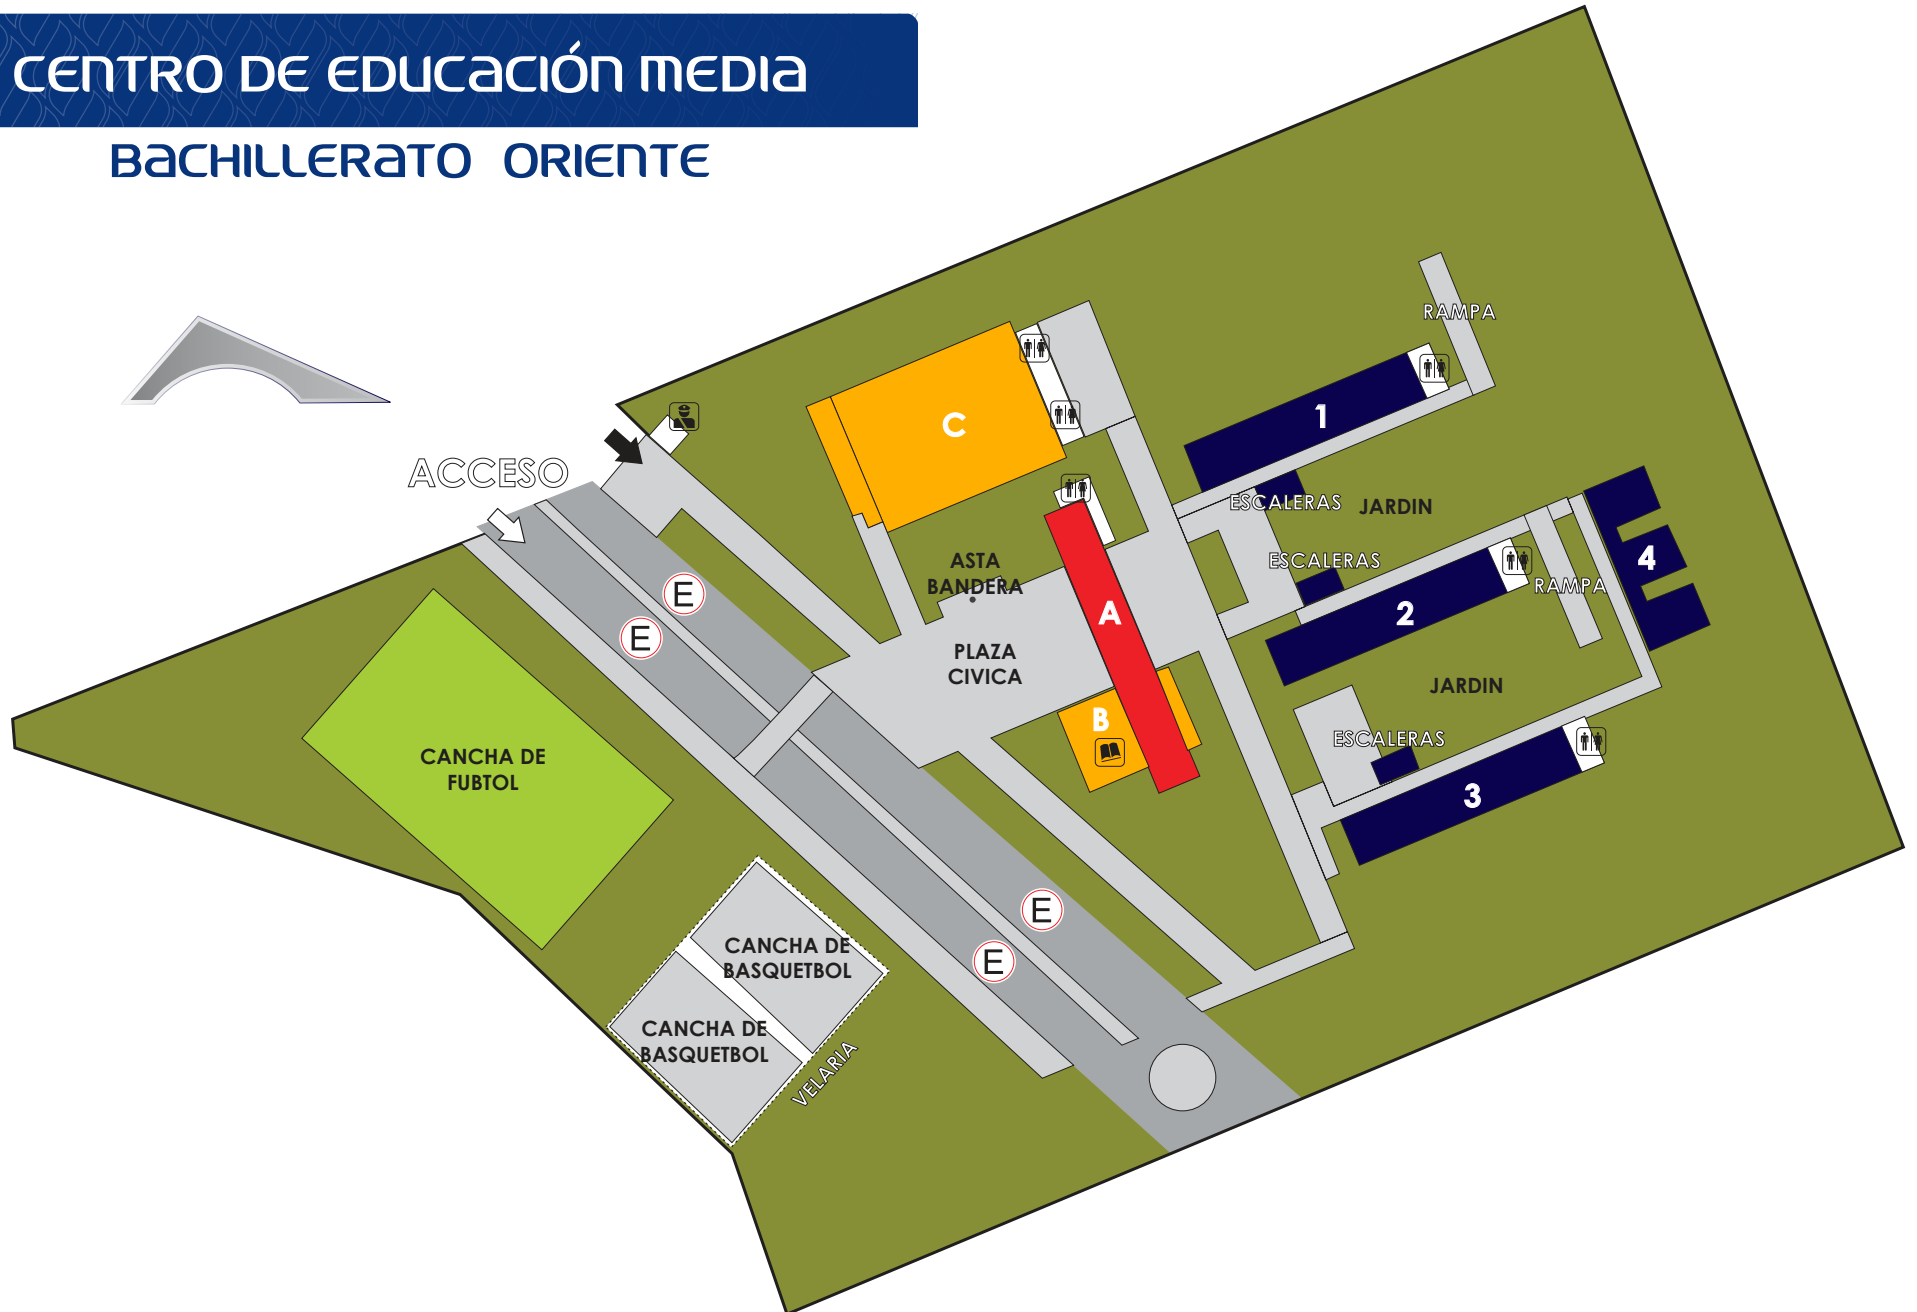 CENTRO DE EDUCACIÓN MEDIA
BACHILLERATO ORIENTE
RAMPA
1
C
ACCESO
ESCALERAS
JARDIN
ASTA
BANDERA
ESCALERAS
4
RAMPA
E
E
A
2
PLAZA
CIVICA
JARDIN
B
ESCALERAS
CANCHA DE
FUBTOL
3
E
E
CANCHA DE
BASQUETBOL
CANCHA DE
BASQUETBOL
VELARIA